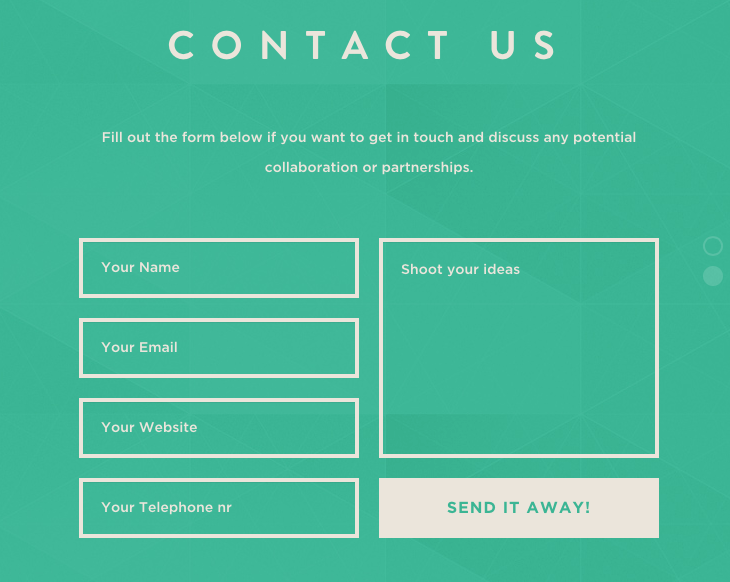 CONTACT US
Fill out the form below if you want to get in touch and discuss any potential
collaboration or partnerships.
Your Name
Your Email
Your Website
Your Telephone nr
Shoot your ideas
SEND IT AWAY!